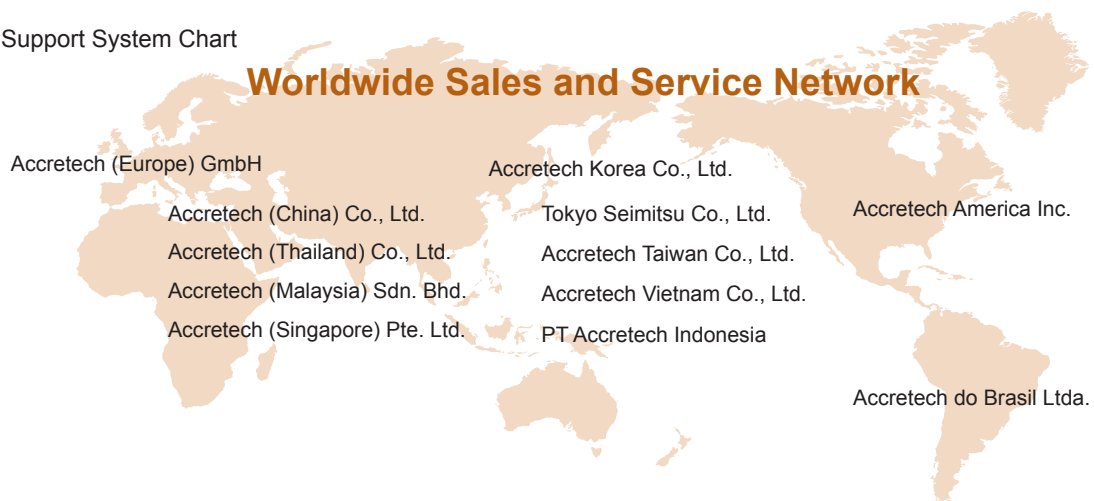 Support System Chart
Worldwide Sales and Service Network
Accretech (Europe) GmbH
Accretech (China) Co., Ltd.
Accretech (Thailand) Co., Ltd.
Accretech (Malaysia) Sdn. Bhd.
Accretech (Singapore) Pte. Ltd.
Accretech Korea Co., Ltd.
Tokyo Seimitsu Co., Ltd.
Accretech Taiwan Co., Ltd.
Accretech Vietnam Co., Ltd.
PT Accretech Indonesia
Accretech America Inc.
Accretech do Brasil Ltda.